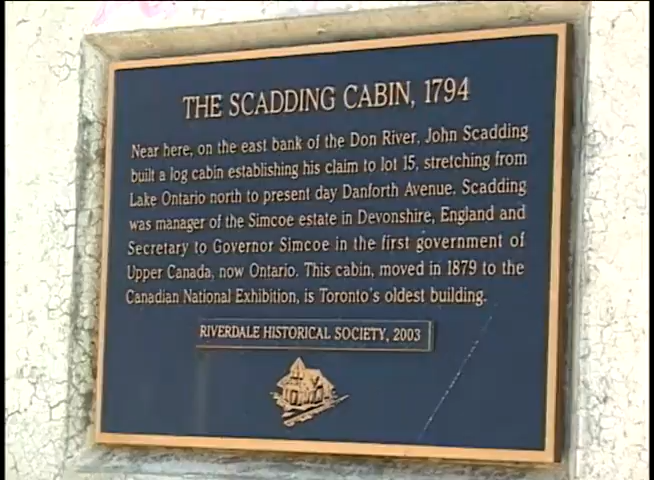 THE SCADDING CABIN, 1794
Near here, on the east bank of the Don River, John Scadding
built a log cabin establishing his claim to lot 15, stretching from
Lake Ontario north to present day Danforth Avenue. Scadding
was manager of the Simcoe estate in Devonshire, England and
Secretary to Governor Simcoe in the first government of
Upper Canada, now Ontario. This cabin, moved in 1879 to the
Canadian National Exhibition, is Toronto's oldest building.
RIVERDALE HISTORICAL SOCIETY, 2003